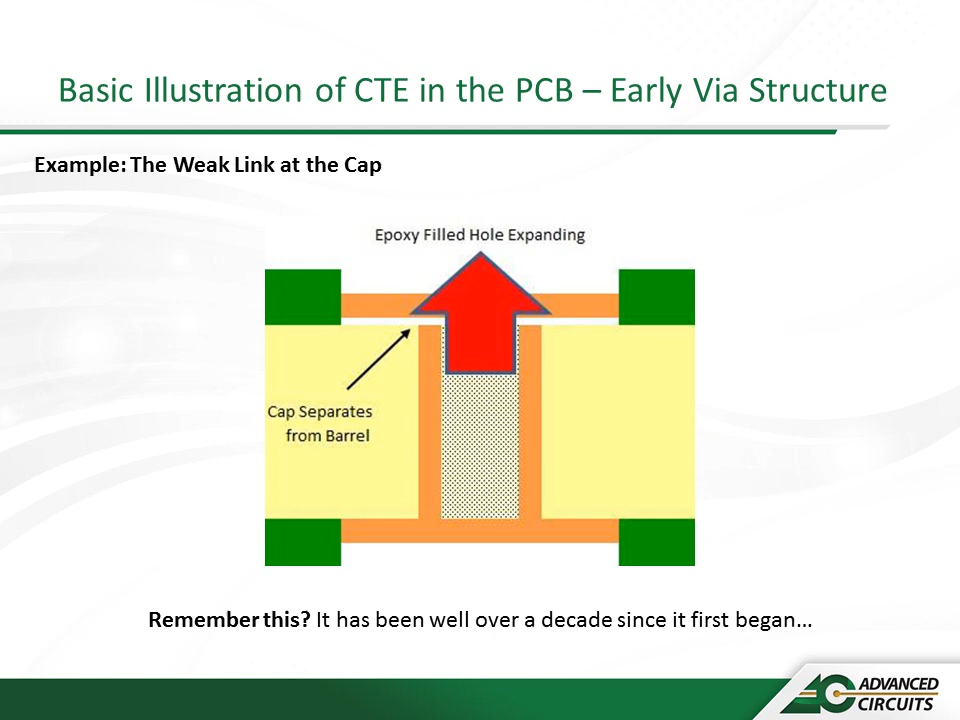 Basic Illustration of CTE in the PCB – Early Via Structure
Example: The Weak Link at the Cap
Epoxy Filled Hole Expanding
Cap Separates
from Barrel
Remember this? It has been well over a decade since it first began…
ADVANCED
CIRCUITS